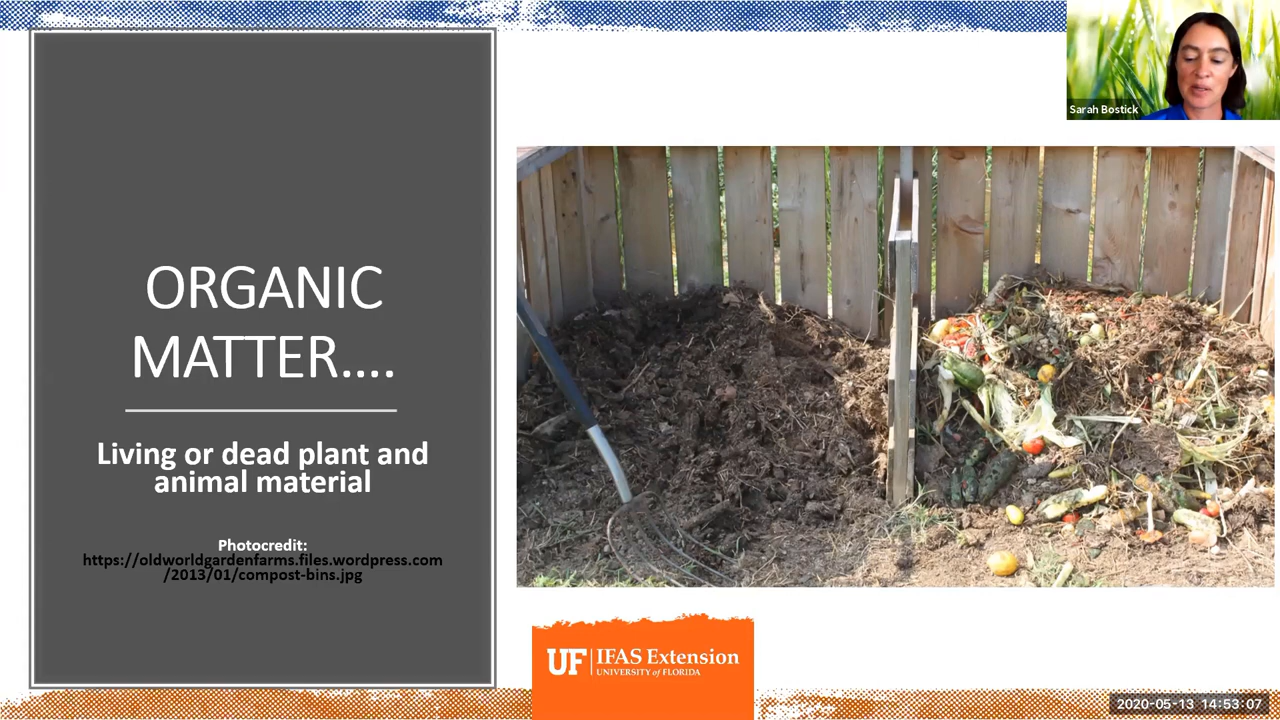 Sarah Bostick
ORGANIC
MATTER....
Living or dead plant and
animal material
Photocredit:
https://oldworldgardenfarms.files.wordpress.com
/2013/01/compost-bins.jpg
UF IFAS Extension
UNIVERSITY of FLORIDA
2020-05-13 14:53:07